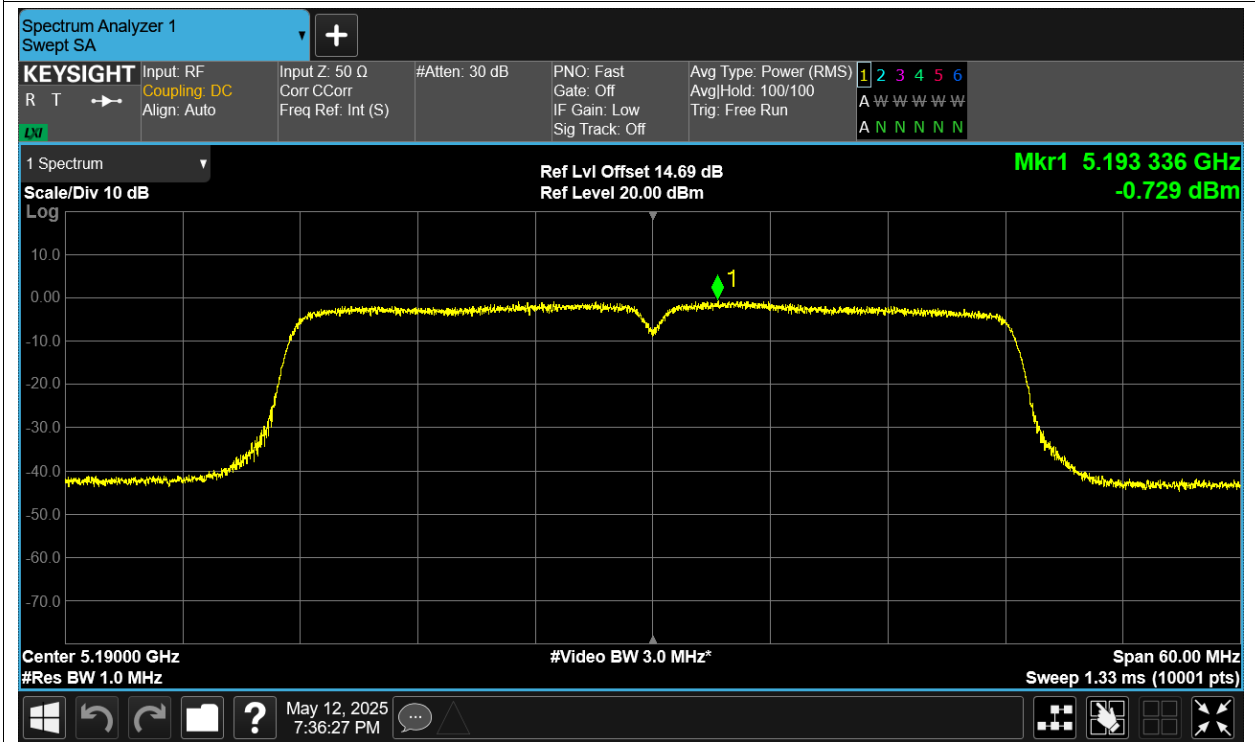 Spectrum Analyzer 1
Swept SA
KEYSIGHT
R T
LXI
Input: RF
Coupling: DC
Align: Auto
Input Z: 50 Ω
Corr CCorr
Freq Ref: Int (S)
#Atten: 30 dB
PNO: Fast
Gate: Off
IF Gain: Low
Sig Track: Off
Avg Type: Power (RMS)
Avg|Hold: 100/100
Trig: Free Run
1 2 3 4 5 6
A W W W W W
A N N N N N
1 Spectrum
Scale/Div 10 dB
Log
Ref Lvl Offset 14.69 dB
Ref Level 20.00 dBm
Mkr1 5.193 336 GHz
-0.729 dBm
1
10.0
0.00
-10.0
-20.0
-30.0
-40.0
-50.0
-60.0
-70.0
Center 5.19000 GHz
#Res BW 1.0 MHz
#Video BW 3.0 MHz*
Span 60.00 MHz
Sweep 1.33 ms (10001 pts)
?
May 12, 2025
7:36:27 PM